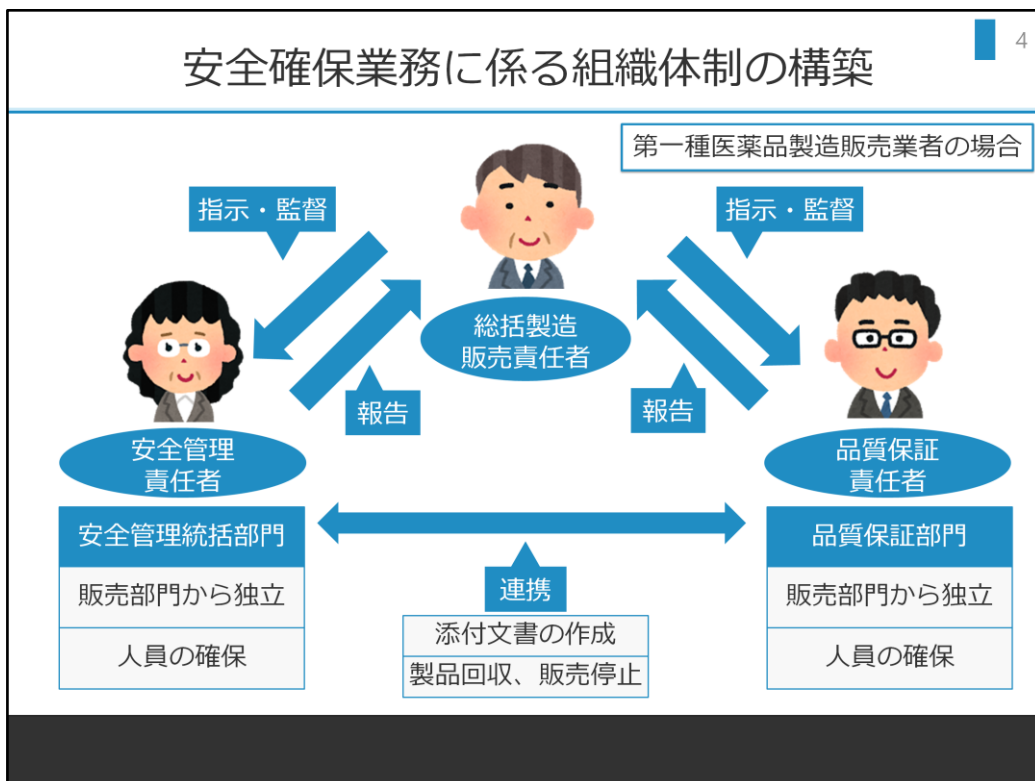 4
安全確保業務に係る組織体制の構築
第一種医薬品製造販売業者の場合
指示・監督
指示・監督
総括製造
販売責任者
報告
報告
安全管理
責任者
品質保証
責任者
安全管理統括部門
販売部門から独立
人員の確保
連携
添付文書の作成
製品回収、販売停止
品質保証部門
販売部門から独立
人員の確保